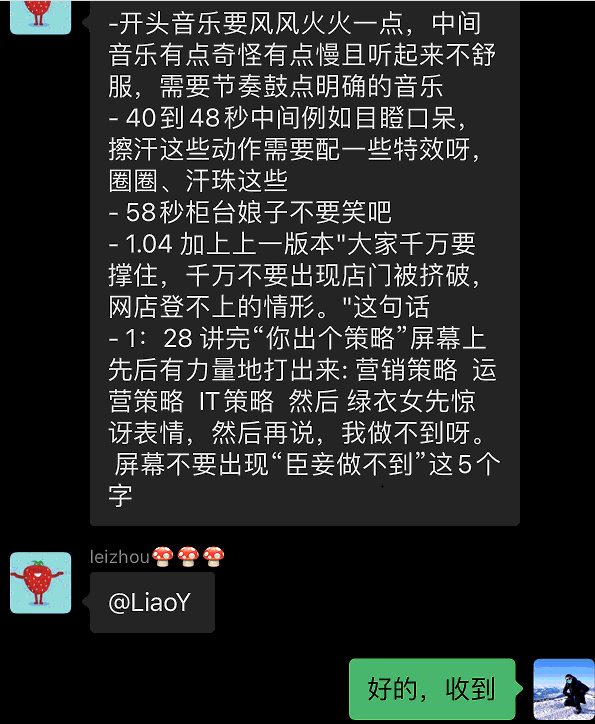 -开头音乐要风风火火一点，中间
音乐有点奇怪有点慢且听起来不舒
服，需要节奏鼓点明确的音乐
- 40到48秒中间例如目瞪口呆，
擦汗这些动作需要配一些特效呀，
圈圈、汗珠这些
- 58秒柜台娘子不要笑吧
- 1.04 加上上一版本"大家千万要
撑住，千万不要出现店门被挤破，
网店登不上的情形。"这句话
- 1：28 讲完“你出个策略”屏幕上
先后有力量地打出来: 营销策略  运
营策略  IT策略  然后 绿衣女先惊
讶表情，然后再说，我做不到呀。
屏幕不要出现“臣妾做不到”这5个
字
leizhou🍄🍄🍄
@LiaoY
好的，收到